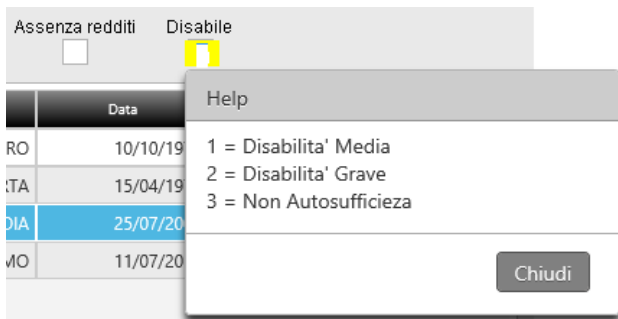 Assenza redditi Disabile
Data
Help
RO 10/10/19
1 = Disabilita' Media
2 = Disabilita' Grave
RTA 15/04/19
3 = Non Autosufficieza
DIA 25/07/20
MO 11/07/20
Chiudi